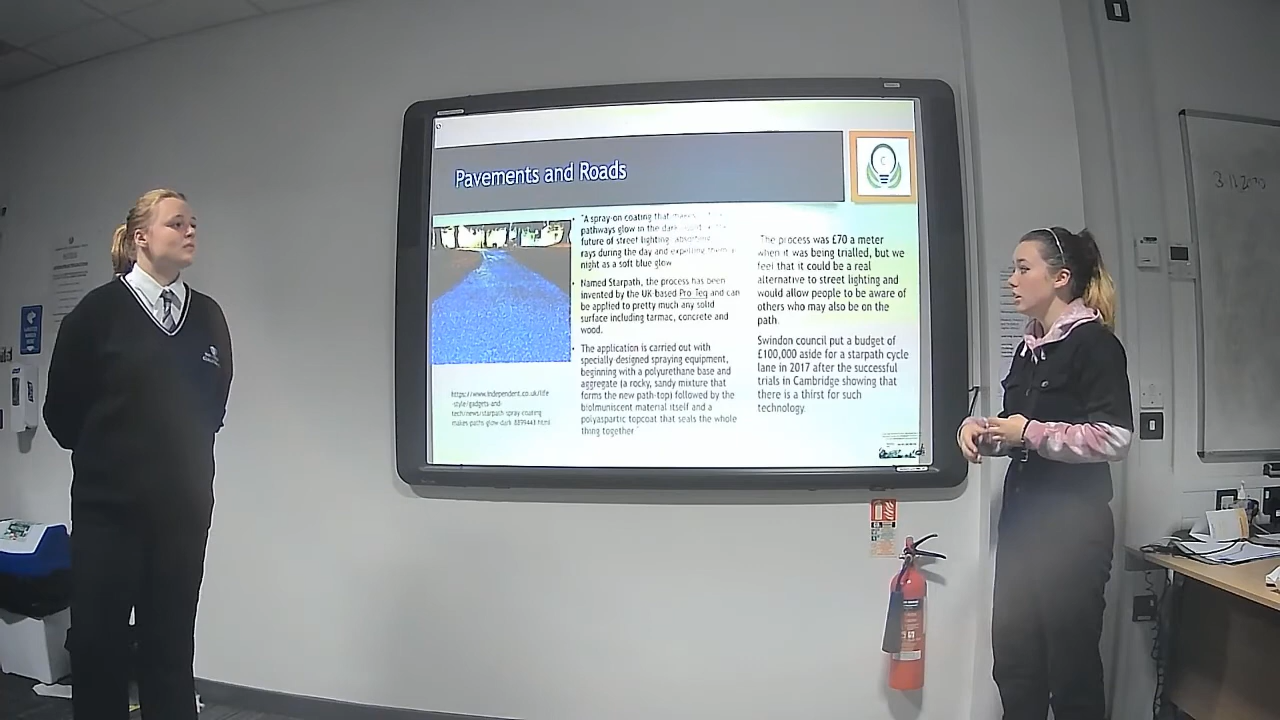 Pavements and Roads
"A spray-on coating that makes
pathways glow in the dark
future of street lighting, absorbing
rays during the day and expelling them at
night as a soft blue glow
Named Starpath, the process has been
invented by the UK-based Pro Teq and can
be applied to pretty much any solid
surface including tarmac, concrete and
wood.
The application is carried out with
specially designed spraying equipment,
beginning with a polyurethane base and
aggregate (a rocky, sandy mixture that
forms the new path-top) followed by the
biolmuniscent material itself and a
polyaspartic topcoat that seals the whole
thing together"
https://www.independent.co.uk/life
-style/gadgets-and-
tech/news/starpath-spray-coating
makes-paths-glow-dark-8899443.html
The process was £70 a meter
when it was being trialled, but we
feel that it could be a real
alternative to street lighting and
would allow people to be aware of
others who may also be on the
path.
Swindon council put a budget of
£100,000 aside for a starpath cycle
lane in 2017 after the successful
trials in Cambridge showing that
there is a thirst for such
technology.